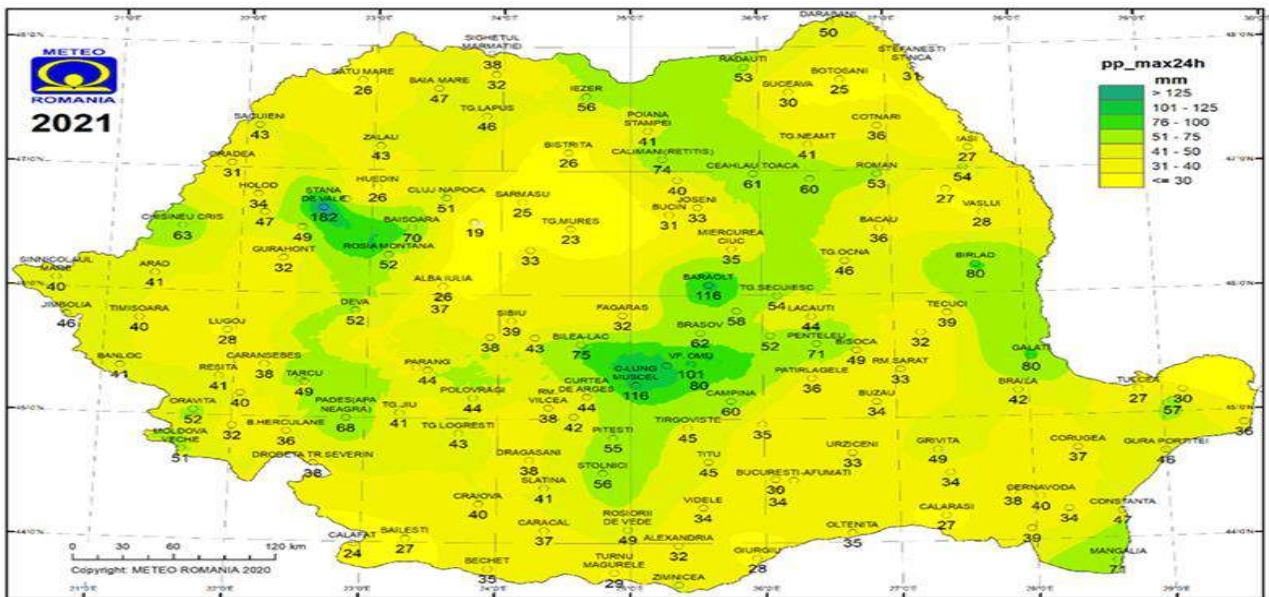 METEO
ROMANIA
2021
pp_max24h
mm
> 125
101 - 125
76 - 100
51 - 75
41 - 50
31 - 40
<= 30
DARABANI
50
SIGHETUL
MARMATIEI
38
32
STEFANESTI
STINCA
31
RADAUTI
53
SATU MARE
26
BAIA MARE
47
IEZER
56
SUCEAVA
30
BOTOSANI
25
TG.LAPUS
46
POIANA
STAMPEI
41
COTNARI
36
SACUIENI
43
ZALAU
43
BISTRITA
26
CALIMANI(RETITIS)
74
TG.NEAMT
41
IASI
27
ORADEA
31
CEAHLAU TOACA
61
60
ROMAN
53
54
HOLOD
34
47
STANA
DE VALE
182
HUEDIN
26
CLUJ NAPOCA
51
SARMASU
25
40
JOSENI
33
BUCIN
31
27
VASLUI
28
CHISINEU CRIS
63
49
BAISOARA
70
19
TG.MURES
23
BACAU
36
GURAHONT
32
ROSIA MONTANA
52
33
MIERCUREA
CIUC
35
TG.OCNA
46
BIRLAD
80
SINNICOLAUL
MARE
40
ARAD
41
ALBA IULIA
26
37
BARAOLT
116
TG.SECUIESC
54
JIMBOLIA
46
TIMISOARA
40
DEVA
52
SIBIU
39
FAGARAS
32
58
LACAUTI
44
TECUCI
39
LUGOJ
28
38
43
BILEA-LAC
75
BRASOV
62
52
PENTELEU
71
BISOCA
49
32
GALATI
80
BANLOC
41
CARANSEBES
38
RESITA
41
40
TARCU
49
PARANG
44
C-LUNG
MUSCEL
116
VF. OMU
101
80
PATIRLAGELE
36
RM.SARAT
33
BRAILA
42
TULCEA
27
30
57
36
ORAVITA
52
PADES(APA
NEAGRA)
68
POLOVRAGI
44
RM.
VILCEA
38
42
CURTEA
DE ARGES
44
CAMPINA
60
BUZAU
34
MOLDOVA
VECHE
51
32
B.HERCULANE
36
TG.JIU
41
TG.LOGRESTI
43
PITESTI
55
TIRGOVISTE
45
35
URZICENI
33
GRIVITA
49
CORUGEA
37
GURA PORTITEI
46
DROBETA TR.SEVERIN
38
DRAGASANI
38
STOLNICI
56
TITU
45
BUCURESTI-AFUMATI
30
34
34
SLATINA
41
CERNAVODA
38
40
CRAIOVA
40
VIDELE
34
CALARASI
27
34
CONSTANTA
47
BAILESTI
27
CARACAL
37
ROSIORII
DE VEDE
49
ALEXANDRIA
32
OLTENITA
35
39
CALAFAT
24
GIURGIU
28
MANGALIA
71
BECHET
35
TURNU
MAGURELE
29
ZIMNICEA
0 30 60 90 120 km
Copyright: METEO ROMANIA 2020